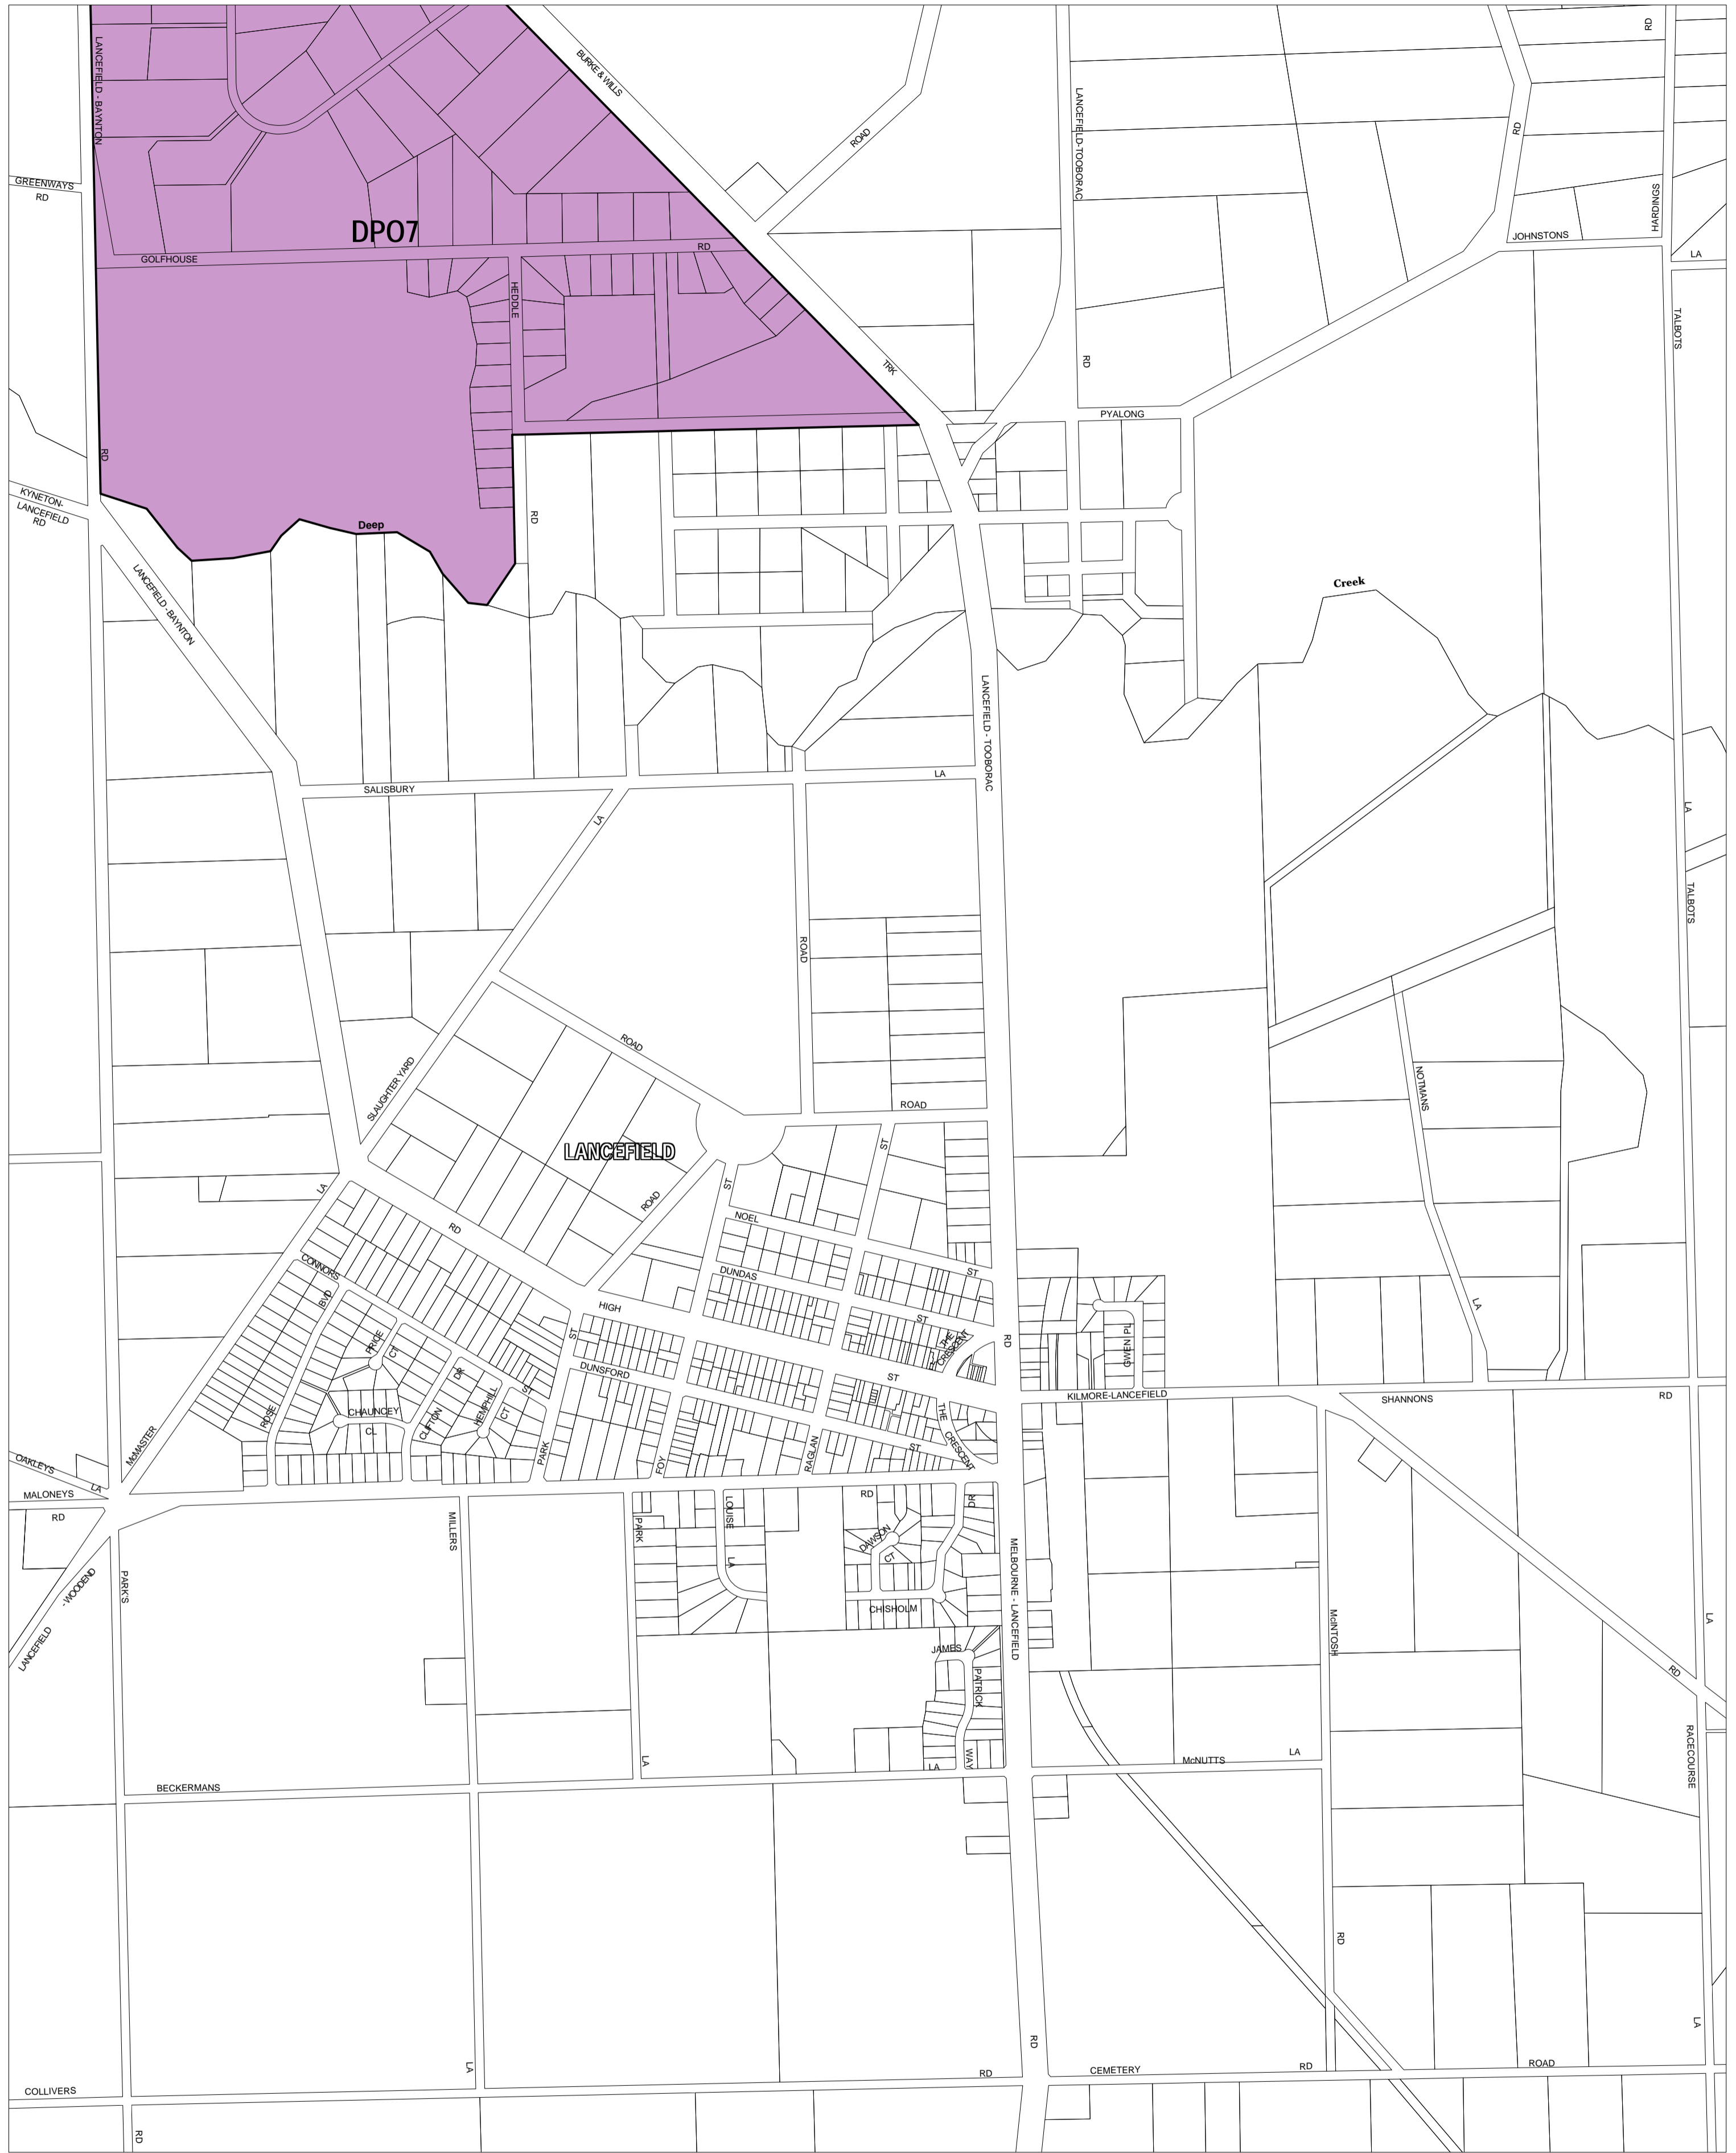 LANCEFIELD - BAYNTON
BURKE & WILLS
ROAD
LANCEFIELD-TOOBORAC
RD
RD
GREENWAYS
RD
HARDINGS
DPO7
RD
JOHNSTONS
LA
GOLFHOUSE
HEDDLE
TALBOTS
TRK
RD
PYALONG
RD
KYNETON-
LANCEFIELD
RD
RD
Deep
LANCEFIELD - BAYNTON
Creek
LANCEFIELD - TOOBORAC
LA
SALISBURY
LA
LA
TALBOTS
ROAD
ROAD
SLAUGHTER YARD
NOTMANS
ROAD
LANCEFIELD
ST
ST
LA
ROAD
RD
NOEL
CONNORS
DUNDAS
ST
BVD
HIGH
LA
ST
ST
THE
CRESCENT
RD
GWEN PL
PRICE
CT
DUNSFORD
ST
DR
KILMORE-LANCEFIELD
SHANNONS
RD
ST
HEMPHILL
CT
CHAUNCEY
CL
CLIFTON
ROSE
THE
CRESCENT
ST
McMASTER
PARK
FOY
RAGLAN
OAKLEYS
LA
MALONEYS
RD
RD
MILLERS
PARK
LOUISE
LA
DR
DAWSON
CT
MELBOURNE - LANCEFIELD
LANCEFIELD
- WOODEND
PARK'S
CHISHOLM
McINTOSH
LA
JAMES
PATRICK
WAY
RD
RACECOURSE
LA
LA
McNUTTS
LA
BECKERMANS
RD
LA
RD
LA
RD
CEMETERY
RD
ROAD
COLLIVERS
RD